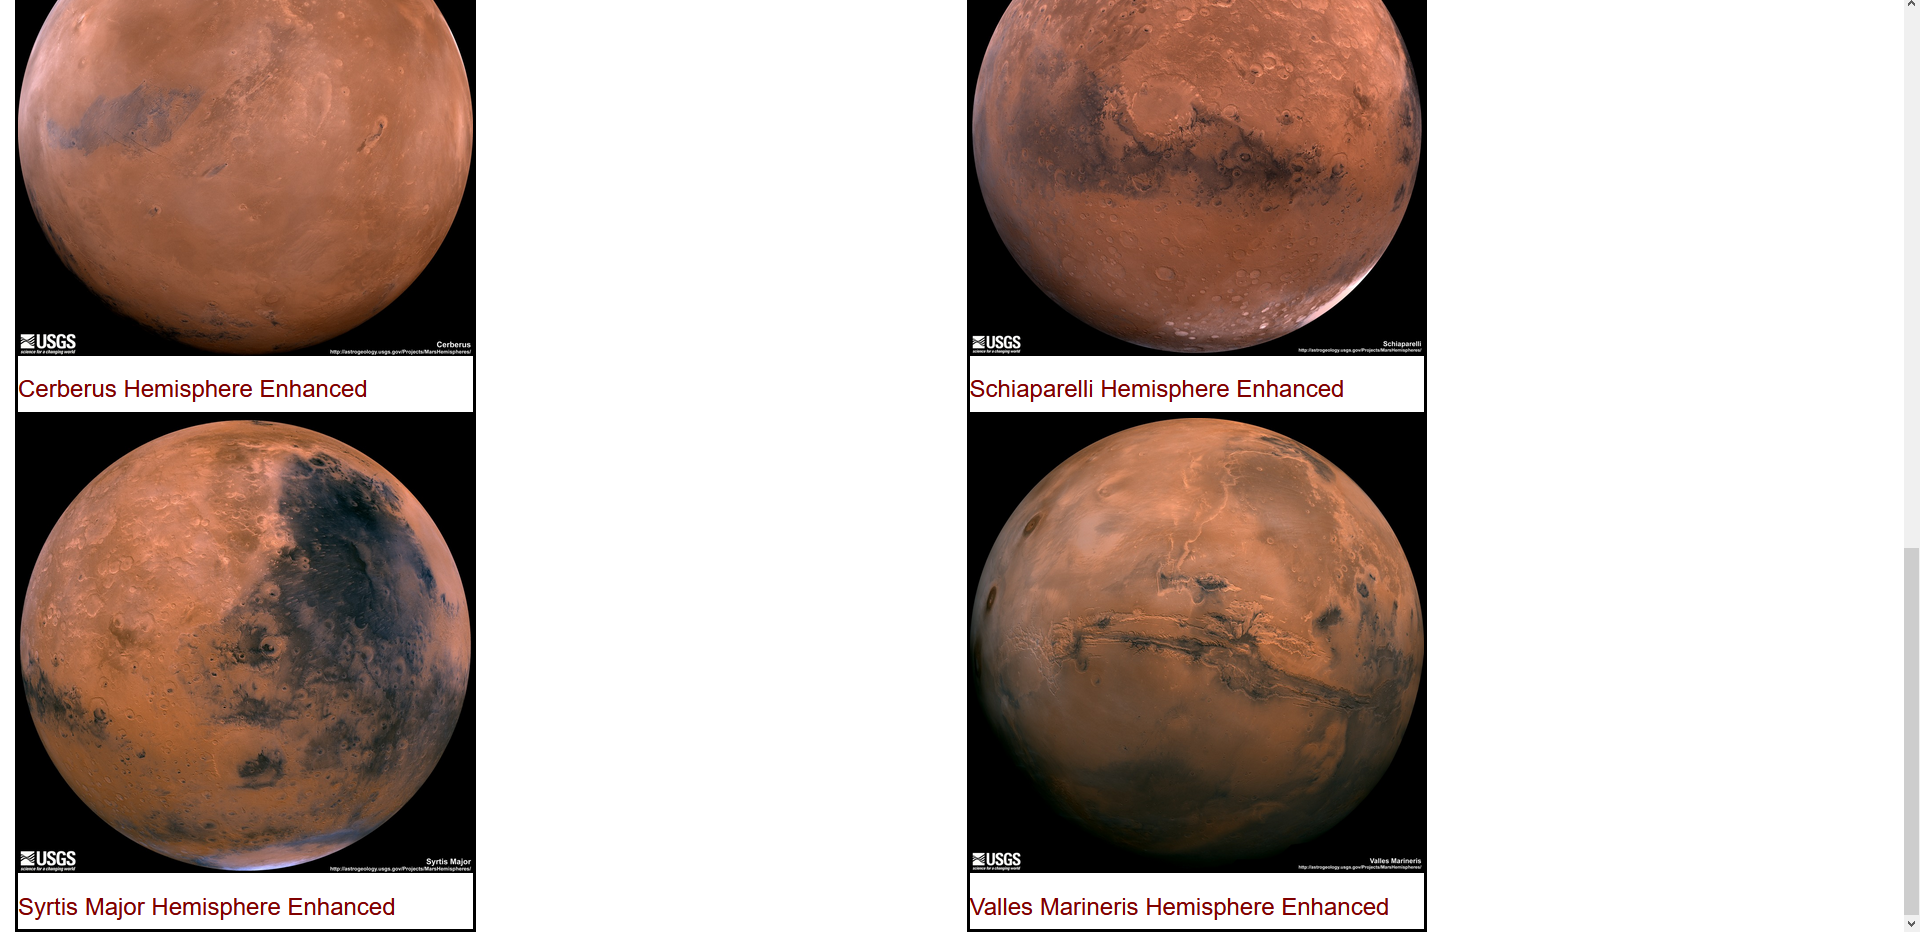 USGS
science for a changing world
Cerberus
http://astrogeology.usgs.gov/Projects/MarsHemispheres/
Cerberus Hemisphere Enhanced
USGS
science for a changing world
Schiaparelli
http://astrogeology.usgs.gov/Projects/MarsHemispheres/
Schiaparelli Hemisphere Enhanced
USGS
science for a changing world
Syrtis Major
http://astrogeology.usgs.gov/Projects/MarsHemispheres/
Syrtis Major Hemisphere Enhanced
USGS
science for a changing world
Valles Marineris
http://astrogeology.usgs.gov/Projects/MarsHemispheres/
Valles Marineris Hemisphere Enhanced